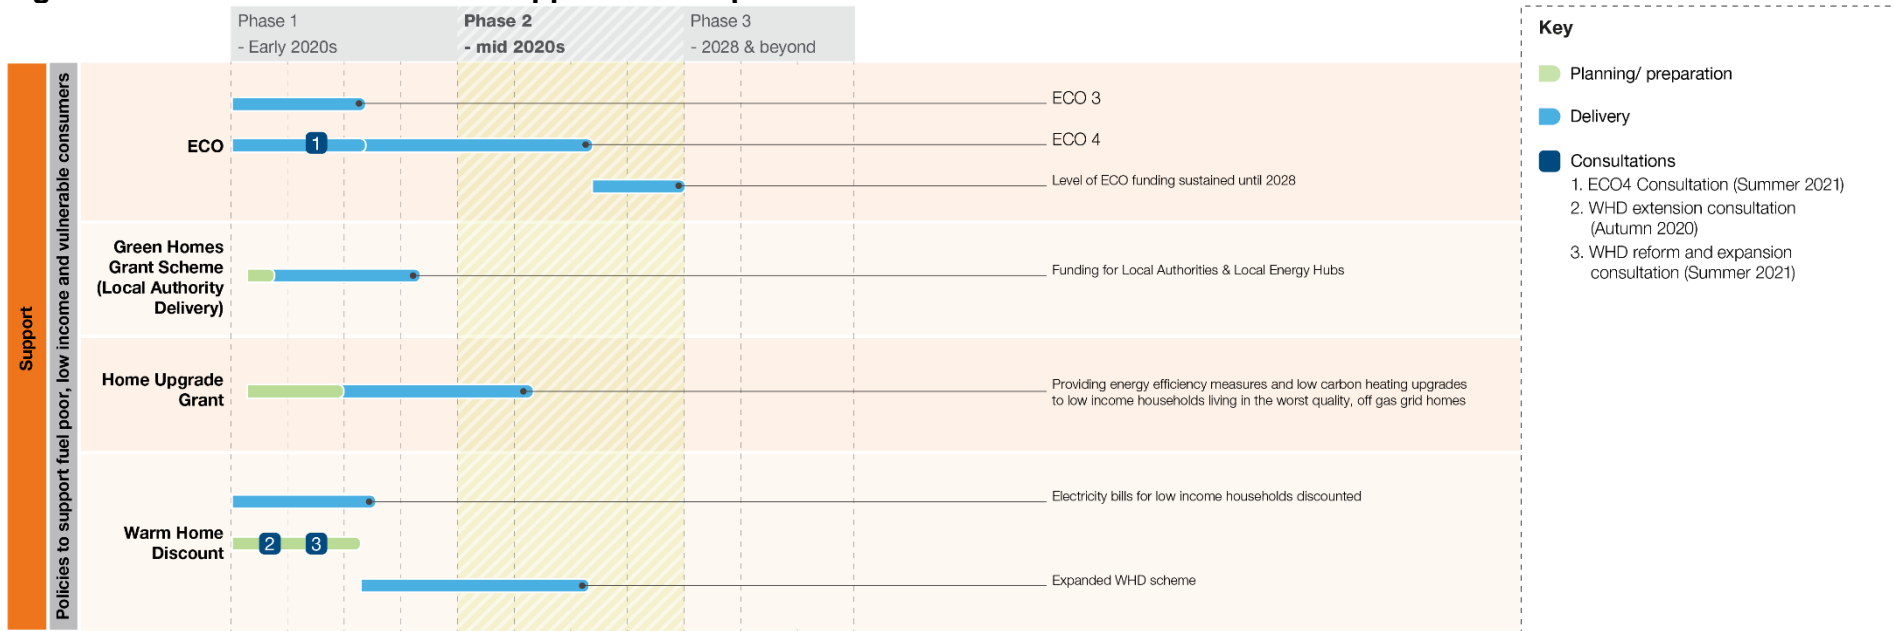 Phase 1
- Early 2020s
Phase 2
- mid 2020s
Phase 3
- 2028 & beyond
Support
Policies to support fuel poor, low income and vulnerable consumers
ECO
1
ECO 3
ECO 4
Level of ECO funding sustained until 2028
Green Homes
Grant Scheme
(Local Authority
Delivery)
Funding for Local Authorities & Local Energy Hubs
Home Upgrade
Grant
Providing energy efficiency measures and low carbon heating upgrades
to low income households living in the worst quality, off gas grid homes
Warm Home
Discount
2
3
Electricity bills for low income households discounted
Expanded WHD scheme
Key
Planning/ preparation
Delivery
Consultations
1. ECO4 Consultation (Summer 2021)
2. WHD extension consultation
(Autumn 2020)
3. WHD reform and expansion
consultation (Summer 2021)